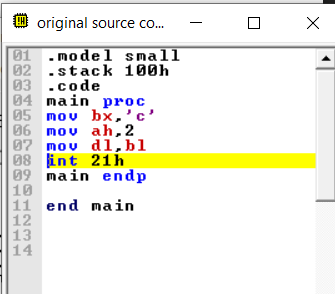 original source co...
01 .model small
02 .stack 100h
03 .code
04 main proc
05 mov bx,'c'
06 mov ah,2
07 mov dl,bl
08 int 21h
09 main endp
10
11 end main
12
13
14